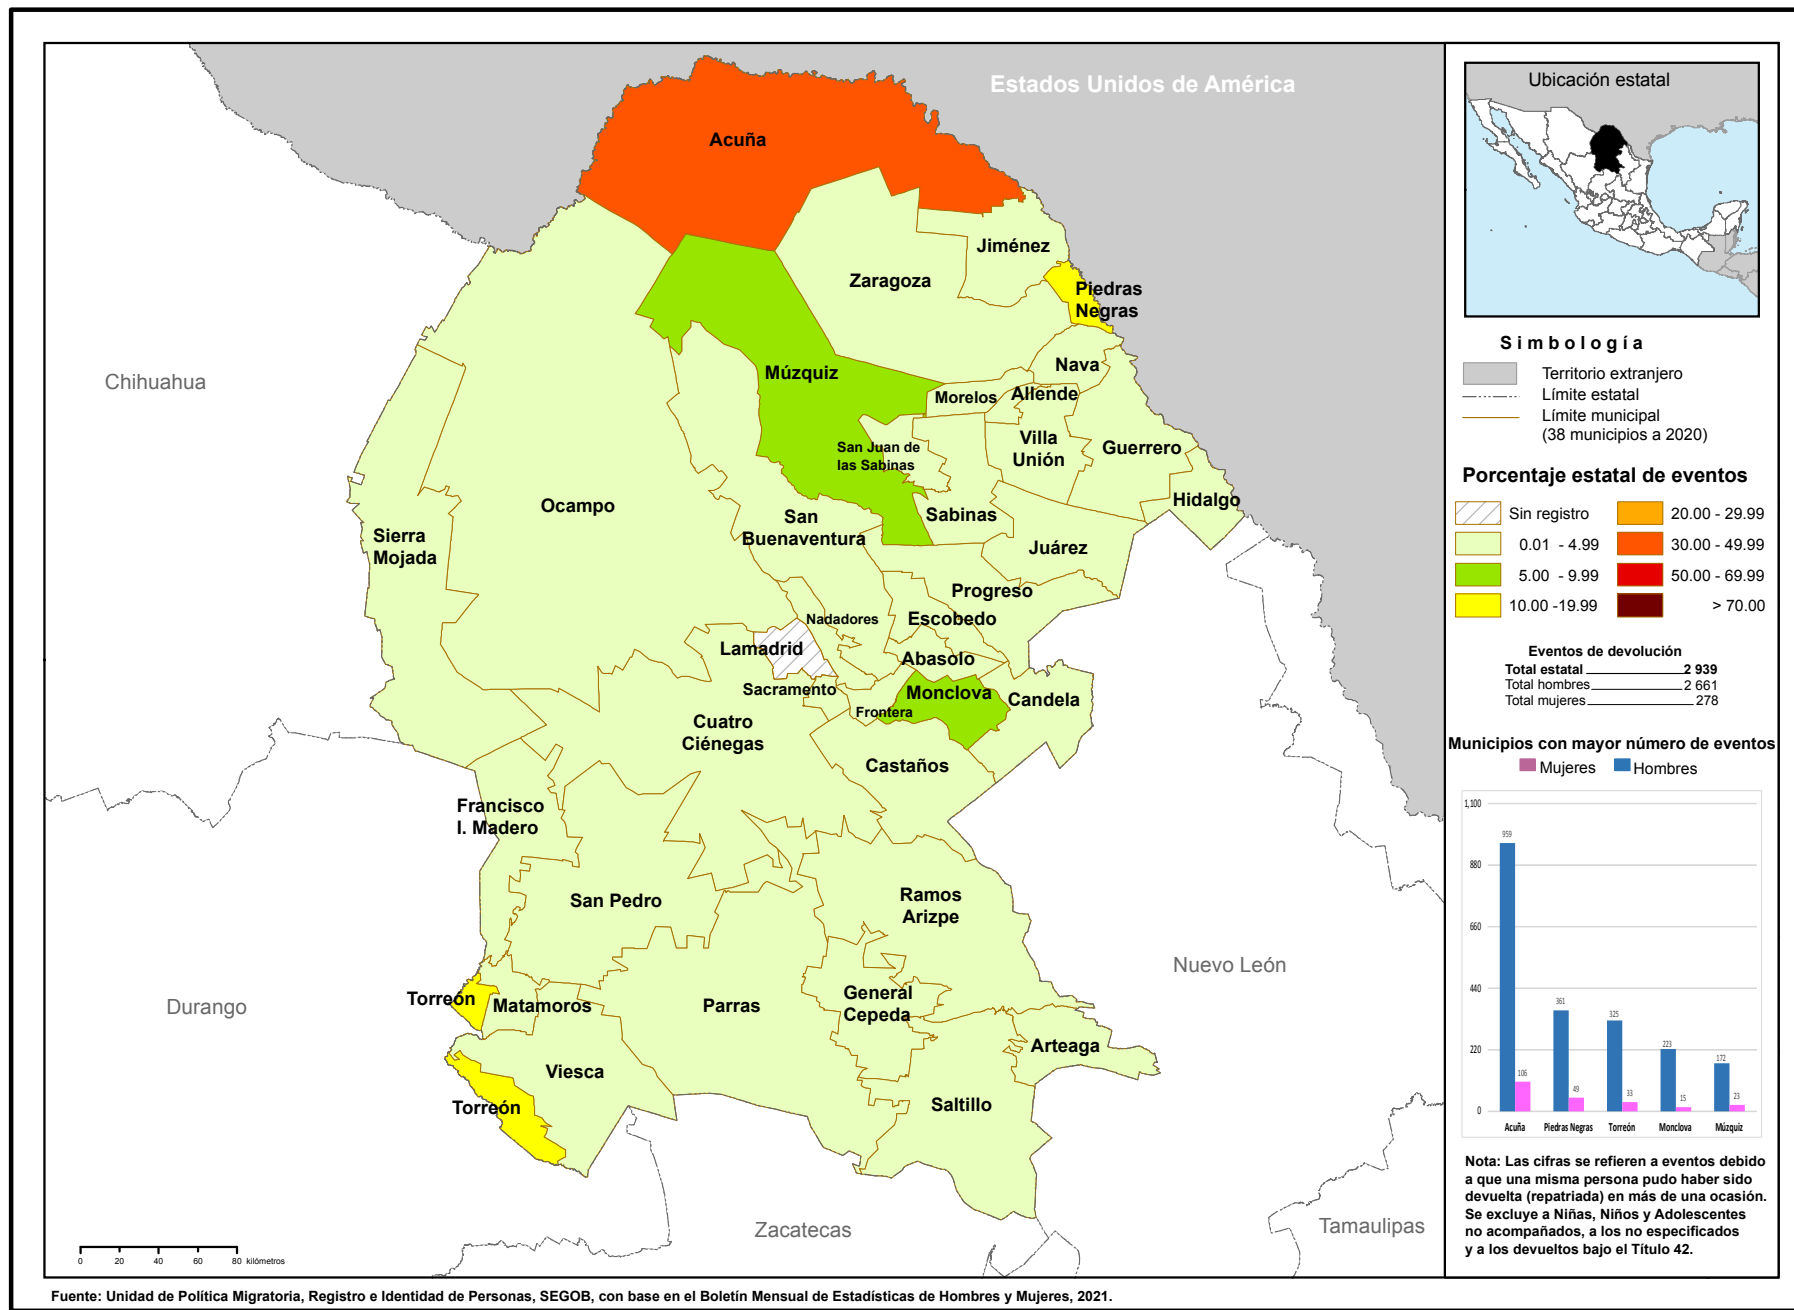 Estados Unidos de América
Acuña
Jiménez
Zaragoza
Piedras
Negras
Chihuahua
Múzquiz
Nava
Morelos
Allende
San Juan de
las Sabinas
Villa
Unión
Guerrero
Hidalgo
Ocampo
Sierra
Mojada
San
Buenaventura
Sabinas
Juárez
Progreso
Nadadores
Escobedo
Lamadrid
Abasolo
Sacramento
Monclova
Candela
Frontera
Cuatro
Ciénegas
Castaños
Francisco
I. Madero
San Pedro
Ramos
Arizpe
Nuevo León
Durango
Torreón
Matamoros
Parras
General
Cepeda
Arteaga
Viesca
Torreón
Saltillo
Zacatecas
Tamaulipas
0 20 40 60 80 kilómetros
Ubicación estatal
Simbología
Territorio extranjero
Límite estatal
Límite municipal
(38 municipios a 2020)
Porcentaje estatal de eventos
Sin registro 20.00 - 29.99
0.01 - 4.99 30.00 - 49.99
5.00 - 9.99 50.00 - 69.99
10.00 -19.99 > 70.00
Eventos de devolución
Total estatal 2 939
Total hombres 2 661
Total mujeres 278
Municipios con mayor número de eventos
Mujeres Hombres
1,100
959
880
660
440
361
325
220
223
172
106
49
33
15
23
0
Acuña Piedras Negras Torreón Monclova Múzquiz
Nota: Las cifras se refieren a eventos debido
a que una misma persona pudo haber sido
devuelta (repatriada) en más de una ocasión.
Se excluye a Niñas, Niños y Adolescentes
no acompañados, a los no especificados
y a los devueltos bajo el Título 42.
Fuente: Unidad de Política Migratoria, Registro e Identidad de Personas, SEGOB, con base en el Boletín Mensual de Estadísticas de Hombres y Mujeres, 2021.